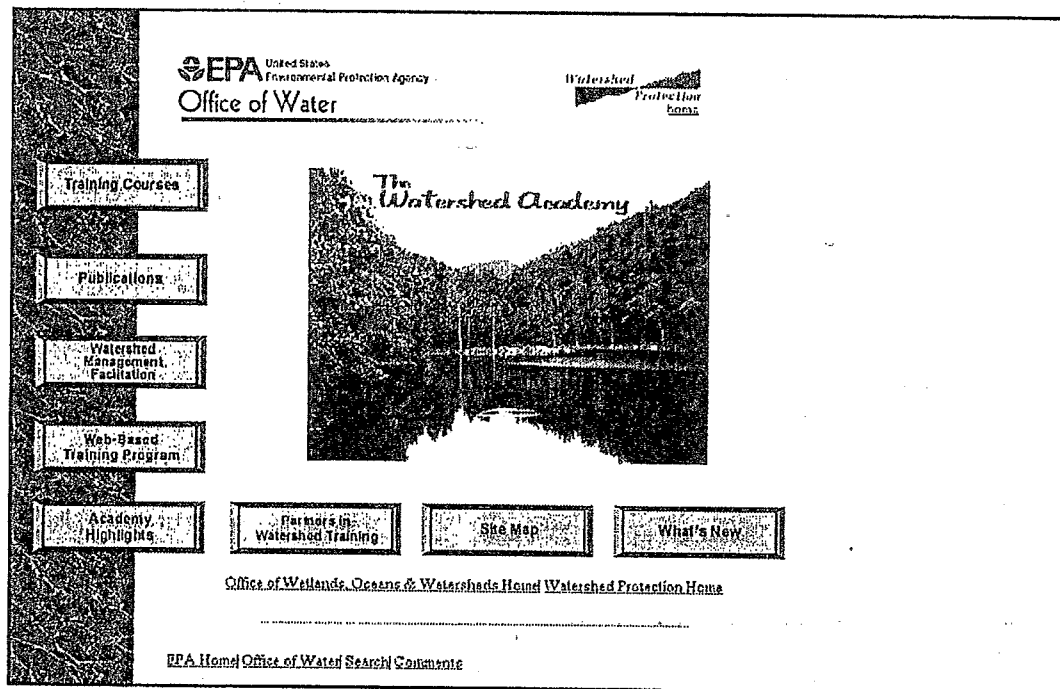 EPA United States
Environmental Protection Agency
Office of Water
Watershed
Protection
home
The
Watershed Academy
Training Courses
Publications
Watershed
Management
Facilitation
Web-Based
Training Program
Academy
Highlights
Partners in
Watershed Training
Site Map
What's New
Office of Wetlands, Oceans & Watersheds Home| Watershed Protection Home
EPA Home| Office of Water| Search| Comments